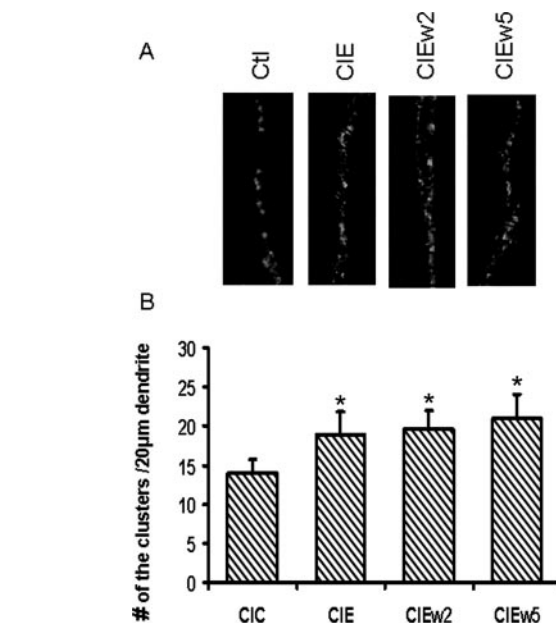 A
Ctl
CIE
CIEw2
CIEw5
B
# of the clusters /20µm dendrite
30
25
20
15
10
5
0
*
*
*
CIC
CIE
CIEw2
CIEw5